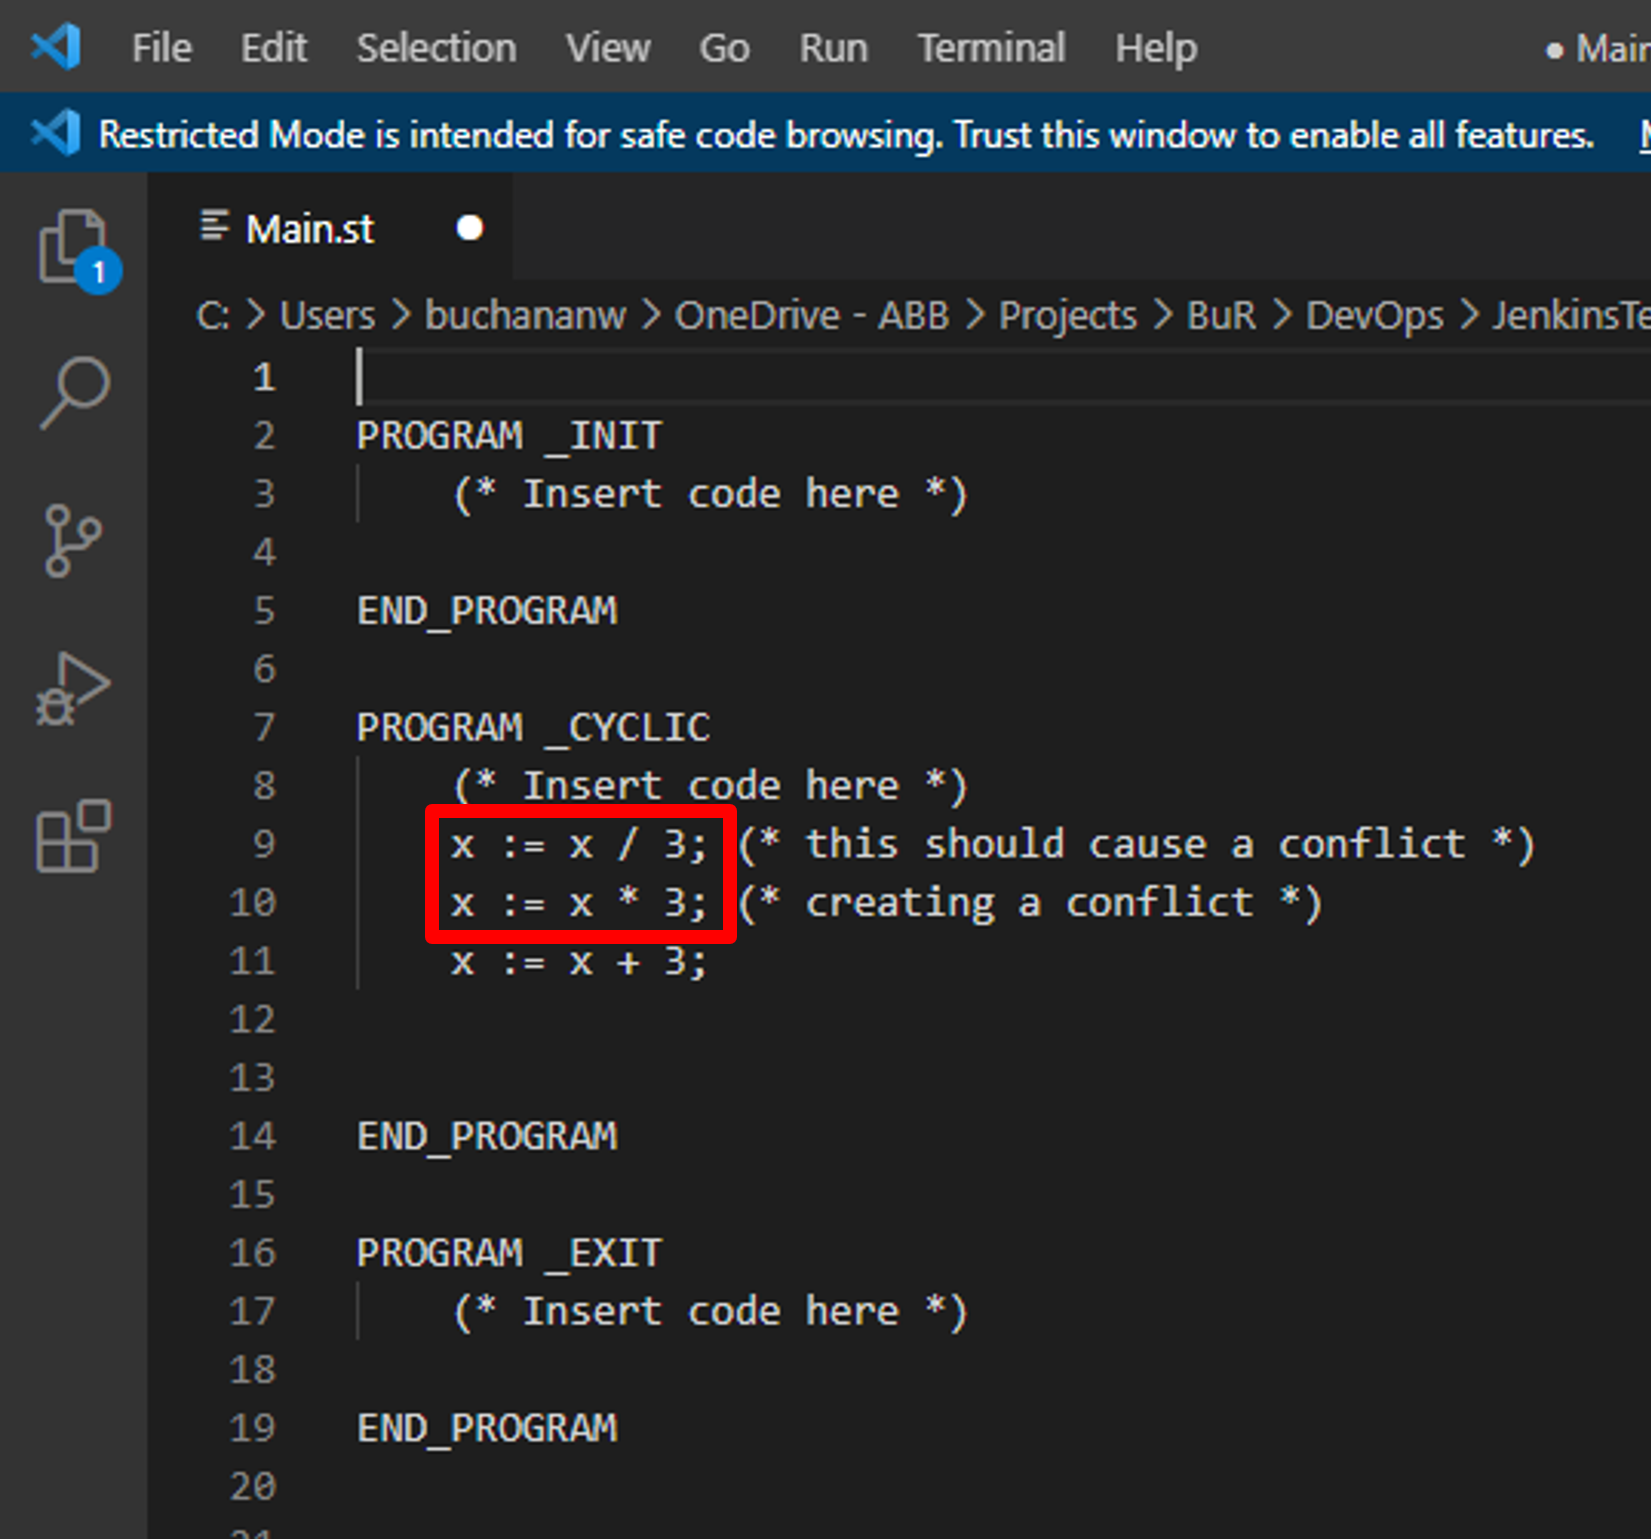 File Edit Selection View Go Run Terminal Help
Restricted Mode is intended for safe code browsing. Trust this window to enable all features.
1
Main.st
C: > Users > buchananw > OneDrive - ABB > Projects > BuR > DevOps >
1
2 PROGRAM _INIT
3 (* Insert code here *)
4
5 END_PROGRAM
6
7 PROGRAM _CYCLIC
8 (* Insert code here *)
9 x := x / 3; (* this should cause a conflict *)
10 x := x * 3; (* creating a conflict *)
11 x := x + 3;
12
13
14 END_PROGRAM
15
16 PROGRAM _EXIT
17 (* Insert code here *)
18
19 END_PROGRAM
20